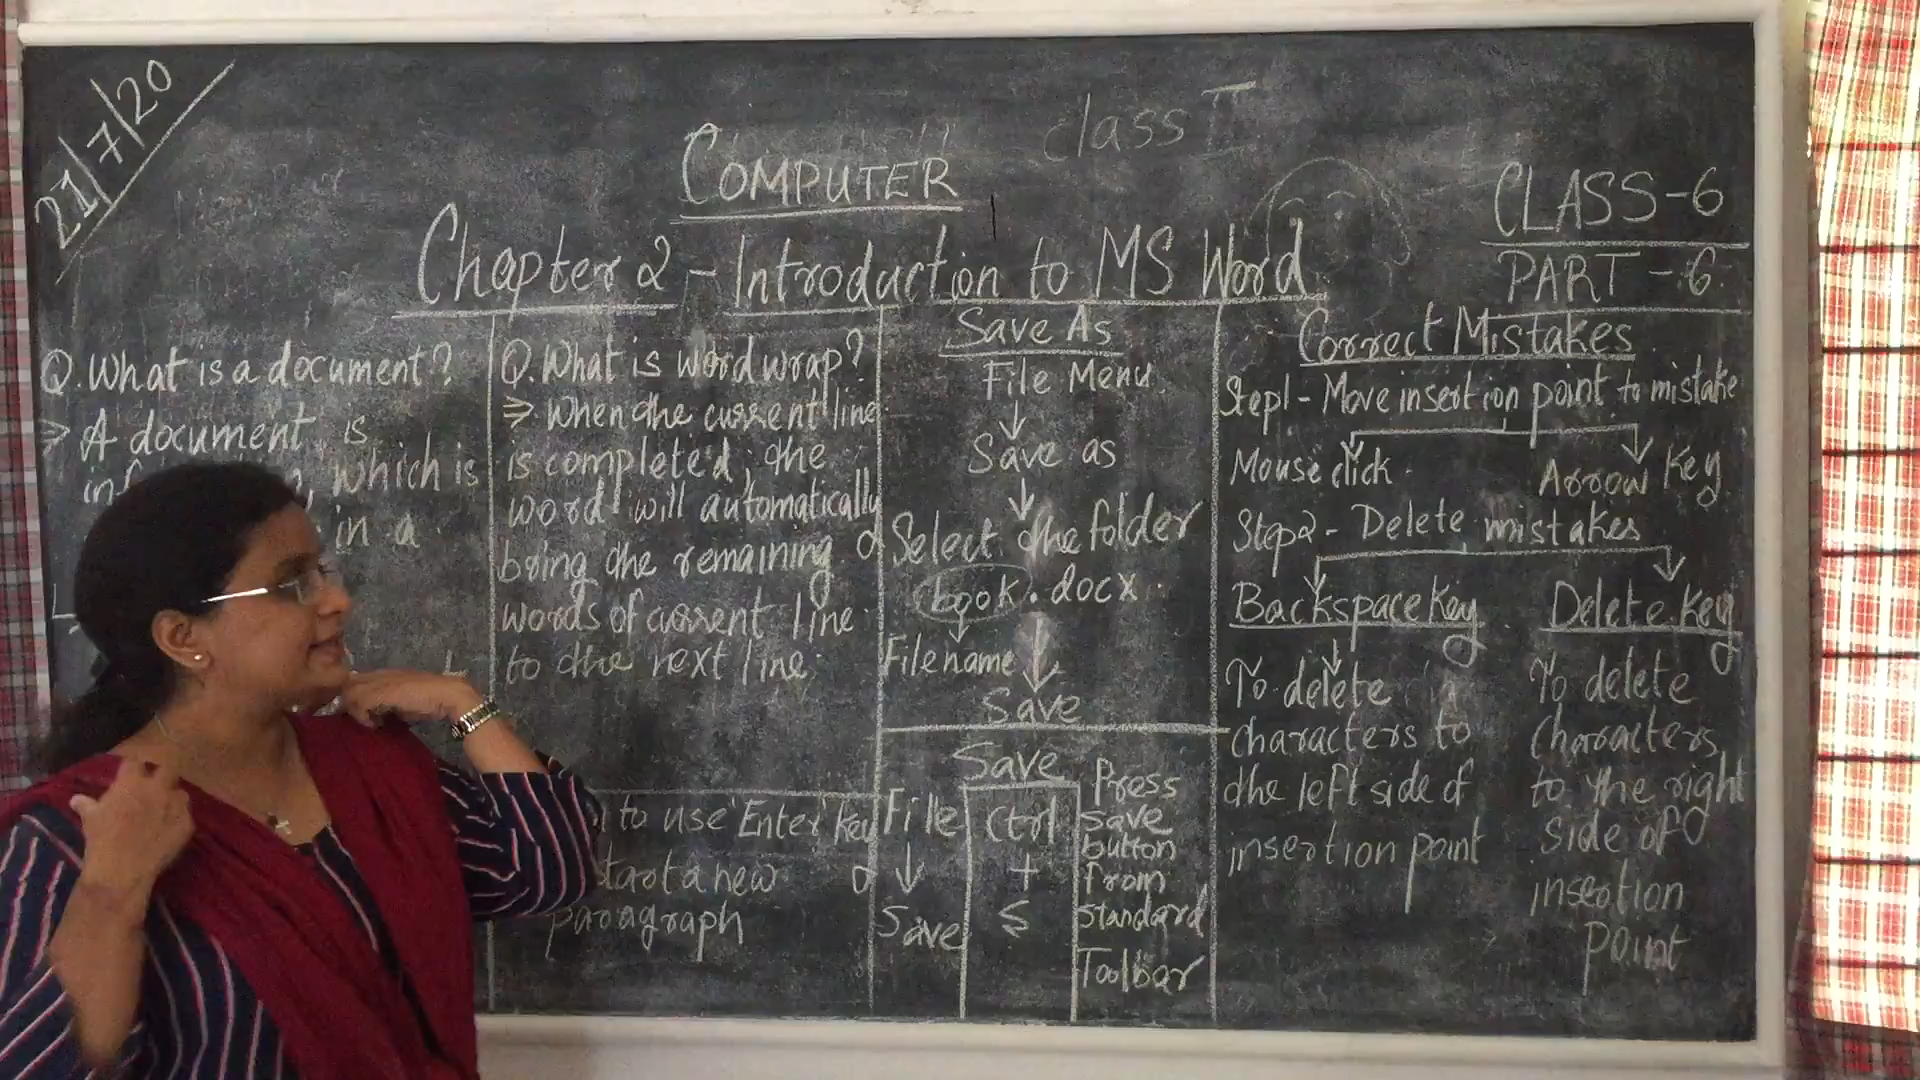 21/7/20
class
COMPUTER
CLASS-6
PART-6
Chapter 2 - Introduction to MS Word
Q. What is a document?
⇒ A document is
which is
in a
Q. What is word wrap?
⇒ When the current line
is completed, the
word will automatically
bring the remaining
words of current line
to the next line.
to use 'Enter' key
start a new
paragraph
Save As
File Menu
↓
Save as
↓
Select the folder
book.docx
↓
Filename
Save
Save
File
↓
Save
Ctrl
+
S
Press
Save
button
from
Standard
Toolbar
Correct Mistakes
Step1 - Move insertion point to mistake
Mouse click
Arrow Key
Step2 - Delete mistakes
Backspace Key
To delete
characters to
the left side of
insertion point
Delete Key
To delete
characters
to the right
side of
insertion
point